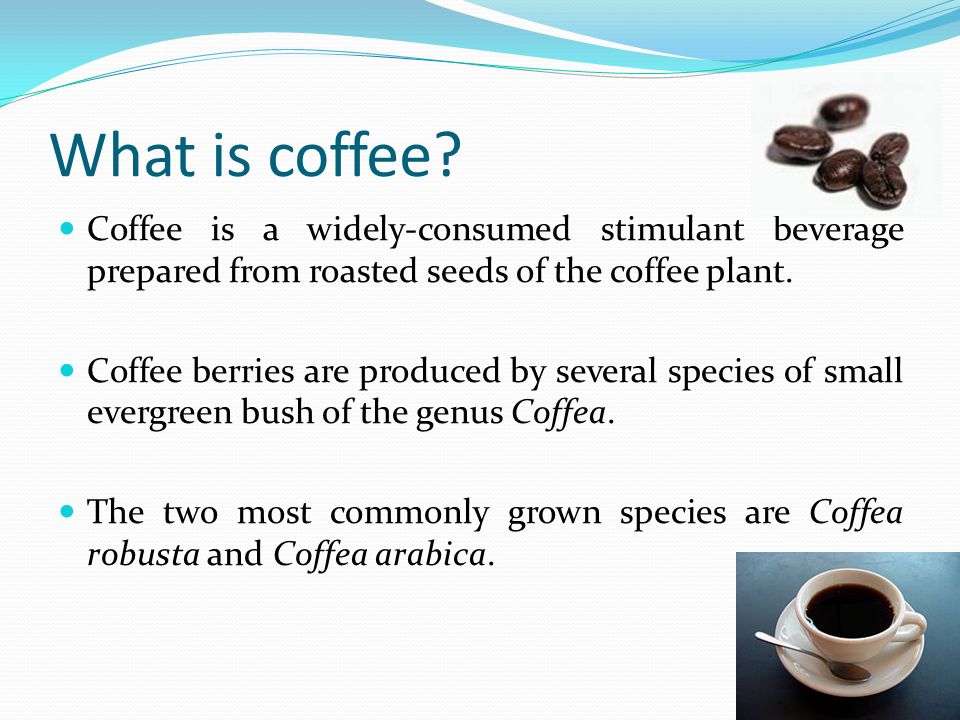 What is coffee?
Coffee is a widely-consumed stimulant beverage
prepared from roasted seeds of the coffee plant.
Coffee berries are produced by several species of small
evergreen bush of the genus Coffea.
The two most commonly grown species are Coffea
robusta and Coffea arabica.